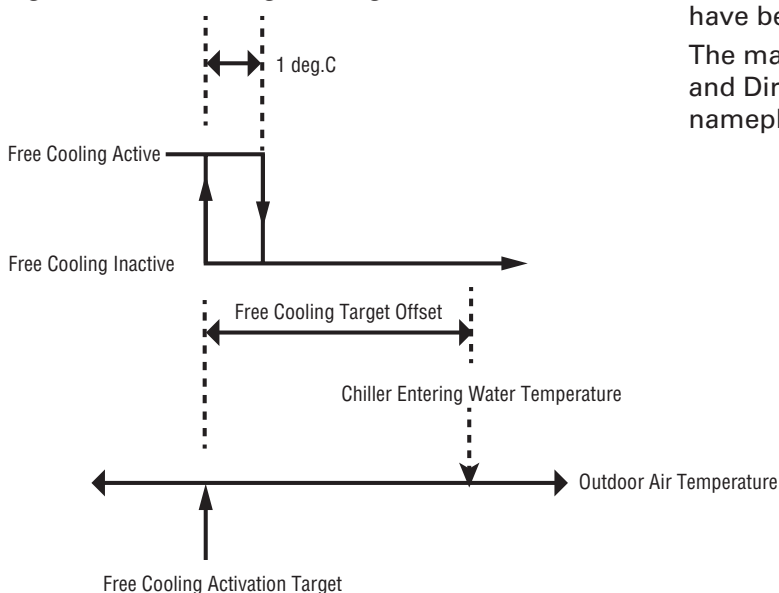 have be
The ma
and Dir
namepl
1 deg.C
Free Cooling Active
Free Cooling Inactive
Free Cooling Target Offset
Chiller Entering Water Temperature
Outdoor Air Temperature
Free Cooling Activation Target